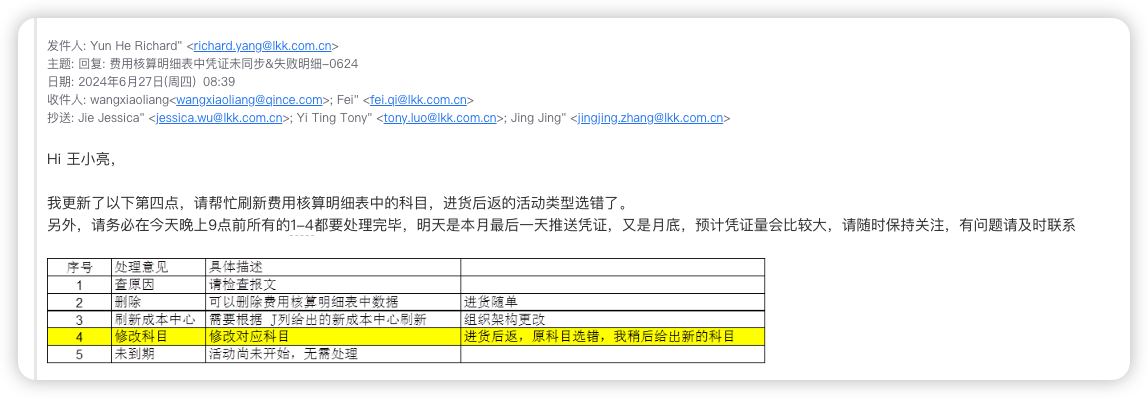 发件人: Yun He Richard" <richard.yang@lkk.com.cn>
主题: 回复: 费用核算明细表中凭证未同步&失败明细-0624
日期: 2024年6月27日(周四) 08:39
收件人: wangxiaoliang<wangxiaoliang@qince.com>; Fei" <fei.qi@lkk.com.cn>
抄送: Jie Jessica" <jessica.wu@lkk.com.cn>; Yi Ting Tony" <tony.luo@lkk.com.cn>; Jing Jing" <jingjing.zhang@lkk.com.cn>
Hi 王小亮，
我更新了以下第四点，请帮忙刷新费用核算明细表中的科目，进货后返的活动类型选错了。
另外，请务必在今天晚上9点前所有的1-4都要处理完毕，明天是本月最后一天推送凭证，又是月底，预计凭证量会比较大，请随时保持关注，有问题请及时联系
序号 处理意见 具体描述
1 查原因 请检查报文
2 删除 可以删除费用核算明细表中数据 进货随单
3 刷新成本中心 需要根据 J列给出的新成本中心刷新 组织架构更改
4 修改科目 修改对应科目 进货后返，原科目选错，我稍后给出新的科目
5 未到期 活动尚未开始，无需处理